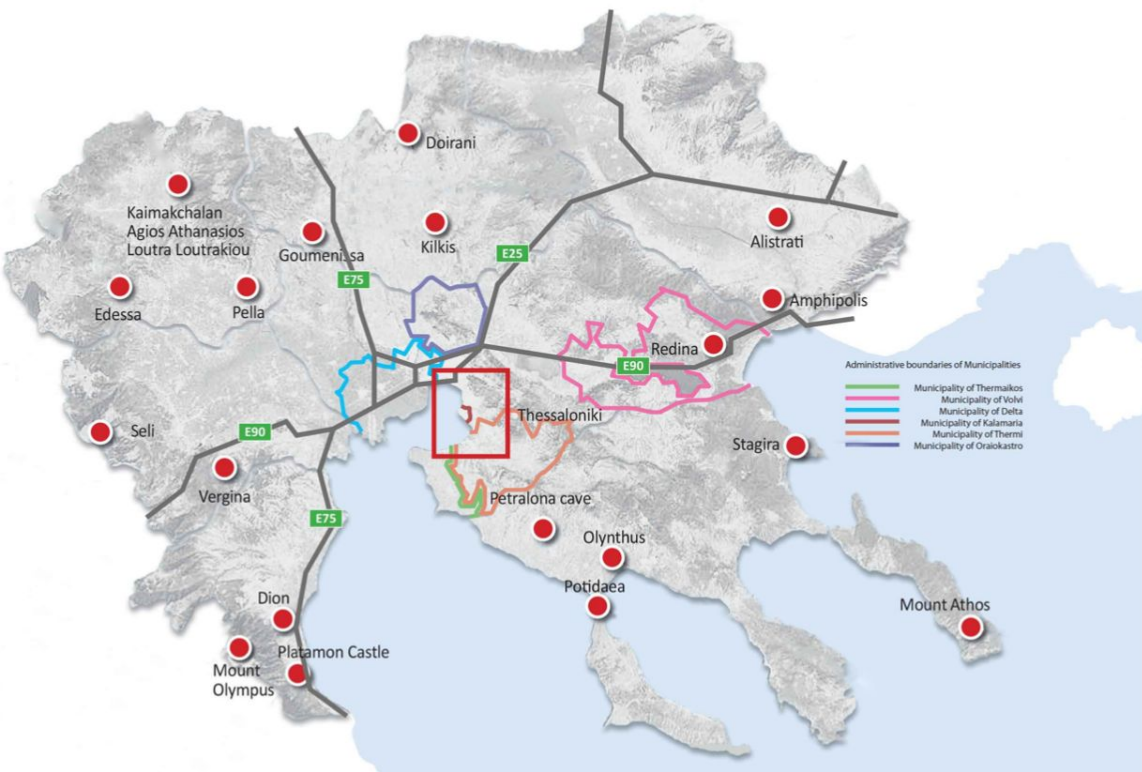 Doirani
Kaimakchalan
Agios Athanasios
Loutra Loutrakiou
Goumenissa
Kilkis
Alistrati
E25
E75
Edessa
Pella
Amphipolis
Redina
E90
Administrative boundaries of Municipalities
Municipality of Thermaikos
Municipality of Volvi
Municipality of Delta
Municipality of Kalamaria
Municipality of Thermi
Municipality of Oraiokastro
Thessaloniki
Seli
E90
Stagira
Vergina
Petralona cave
E75
Olynthus
Potidaea
Dion
Mount Athos
Platamon Castle
Mount
Olympus